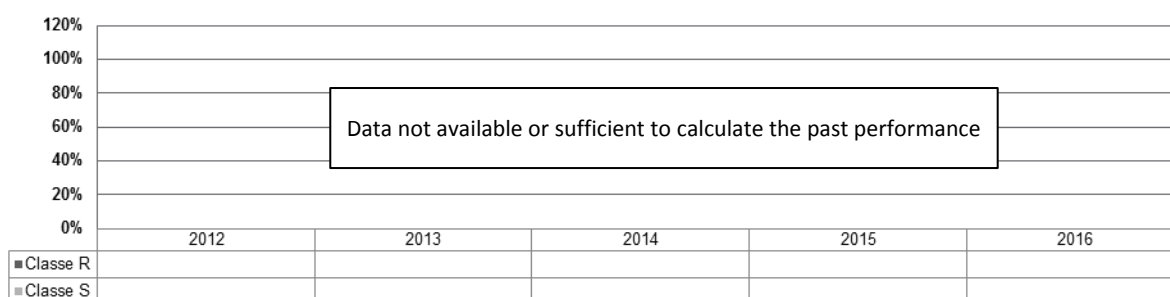 120%
100%
80%
Data not available or sufficient to calculate the past performance
60%
40%
20%
0%
2012 2013 2014 2015 2016
Classe R
Classe S